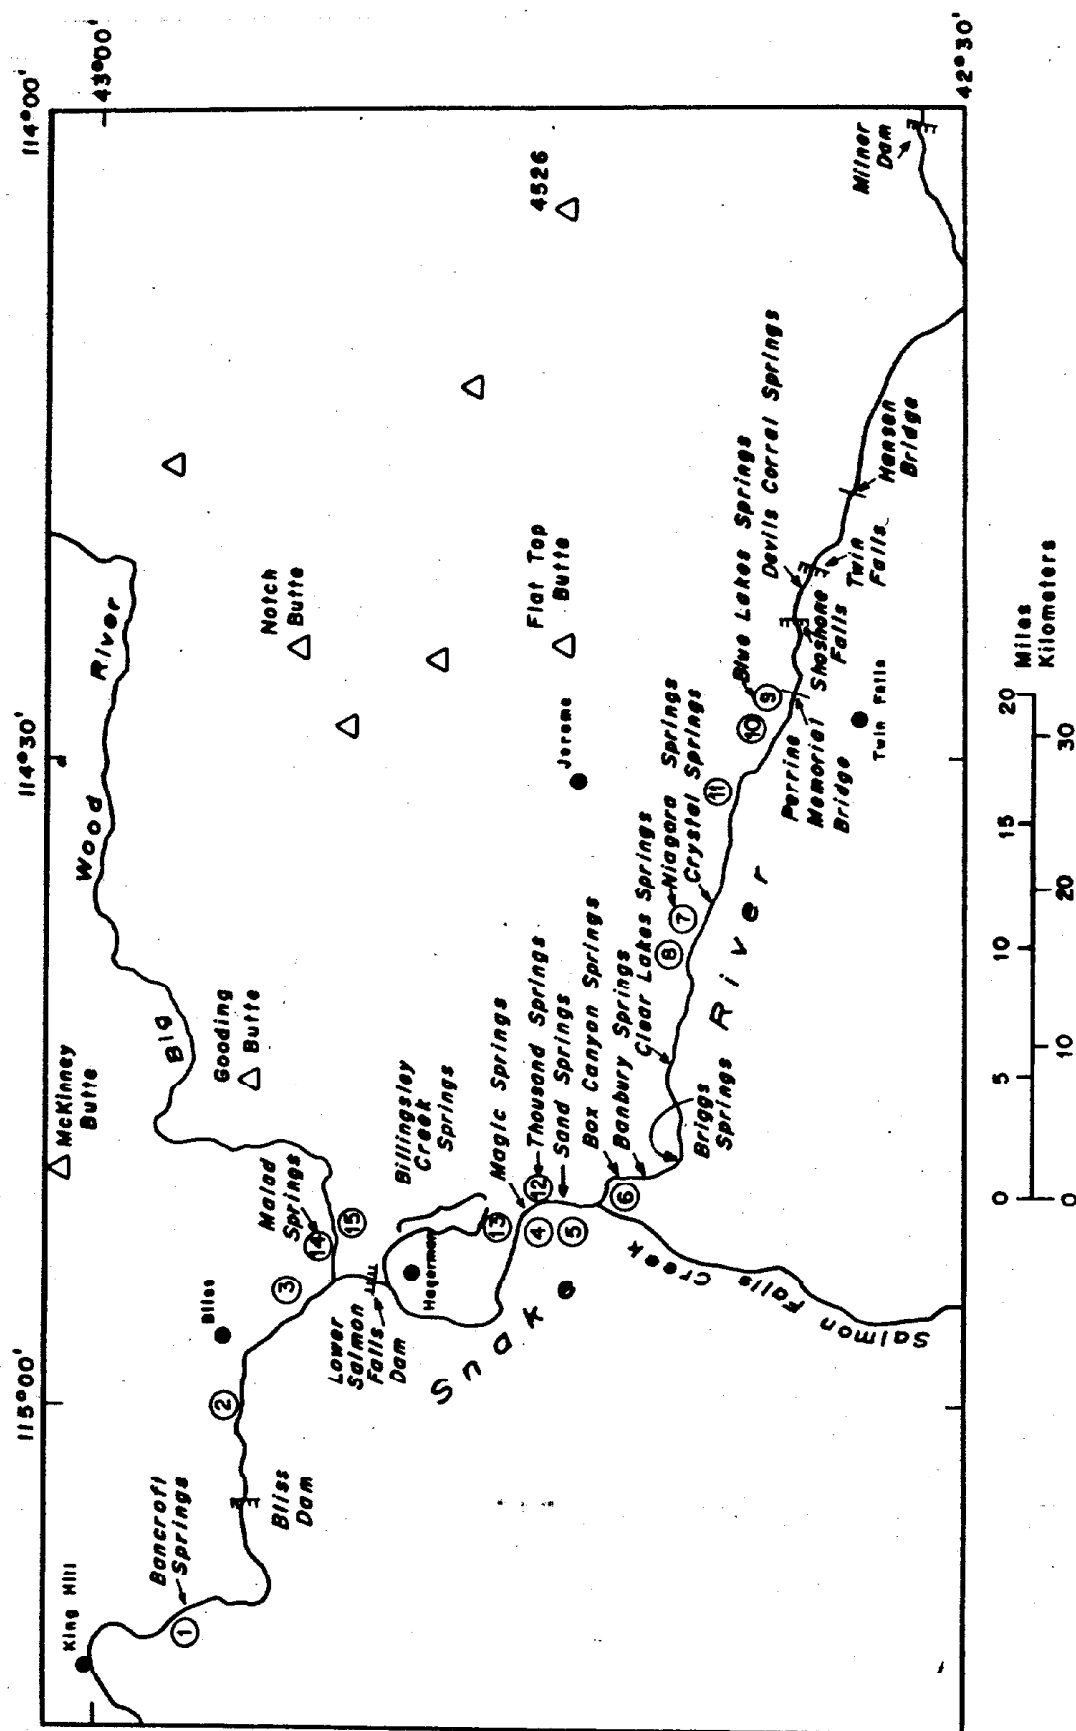 114°00'
43°00'
42°30'
114°30'
115°00'
McKinney
Butte
Big
Wood
River
Gooding
Butte
Notch
Butte
Flat Top
Butte
4526
Jerome
King Hill
Bancroft
Springs
1
Bliss
Dam
2
Bliss
3
Malad
Springs
14
15
Lower
Salmon
Falls
Dam
Hagerman
Billingsley
Creek
Springs
13
Magic Springs
12
Thousand Springs
4
Sand Springs
5
Box Canyon Springs
Banbury Springs
6
Clear Lakes Springs
Briggs
Springs
Salmon Falls Creek
Snake
River
8
7
Niagara Springs
Crystal Springs
11
10
9
Blue Lakes Springs
Devils Corral Springs
Perrine
Memorial
Bridge
Shoshone
Falls
Twin Falls
Twin
Falls
Hansen
Bridge
Milner
Dam
0 5 10 15 20 Miles
0 10 20 30 Kilometers